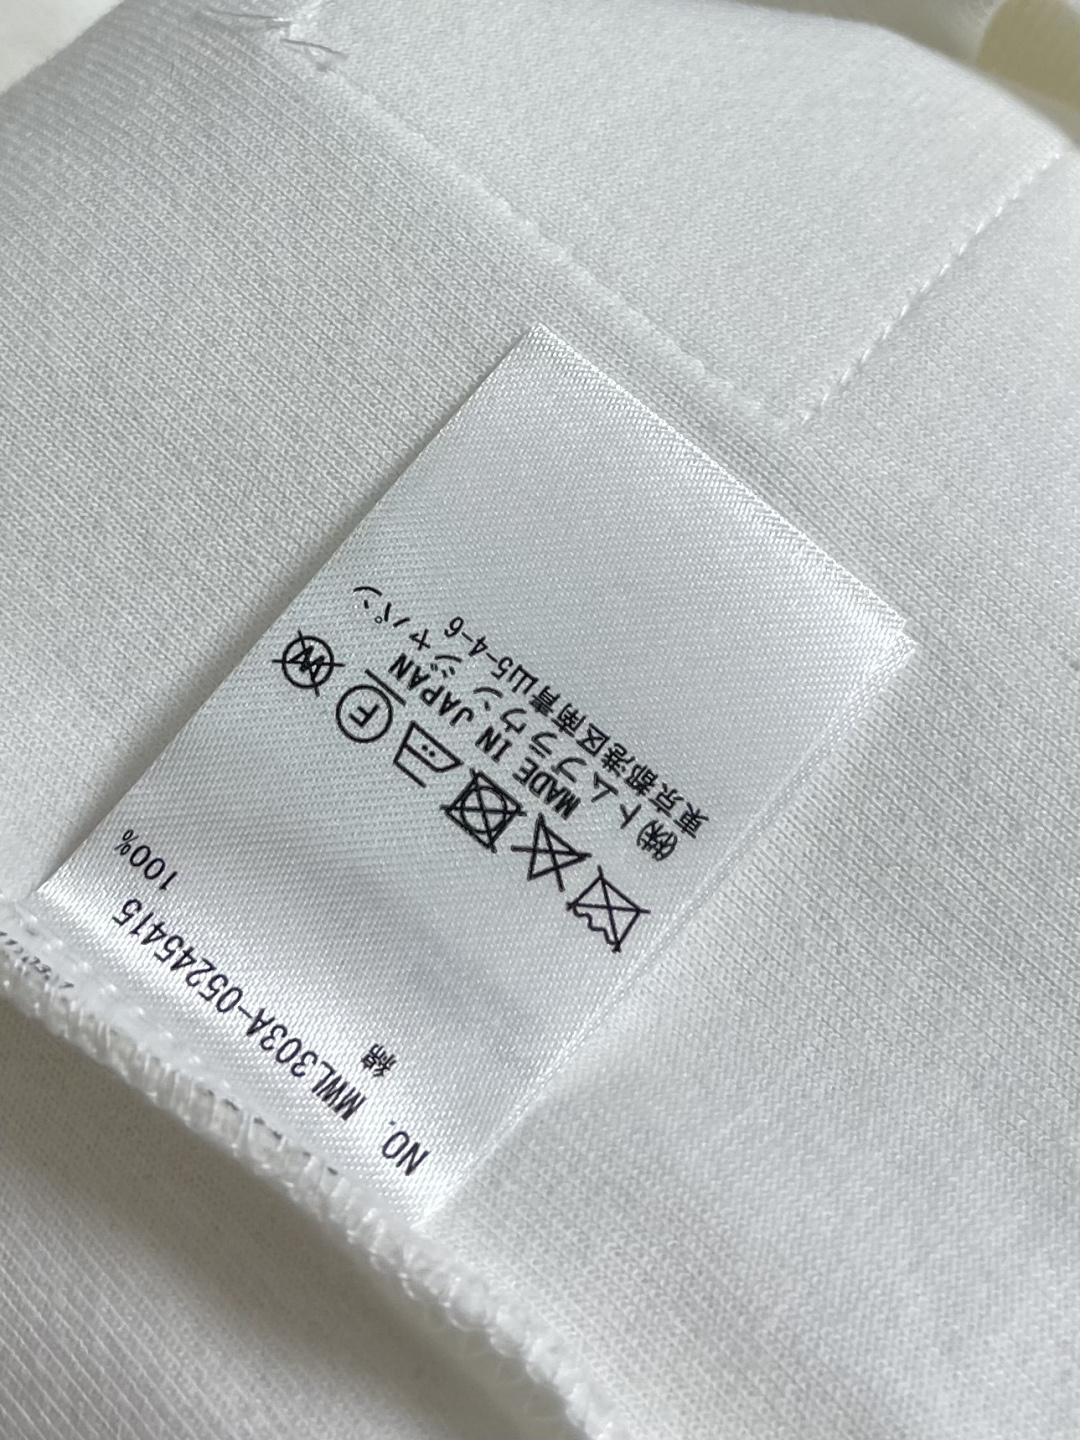 NO. MWL303A-05245415
綿 100%
MADE IN JAPAN
㈱トムブラウンジャパン
東京都港区南青山5-4-6